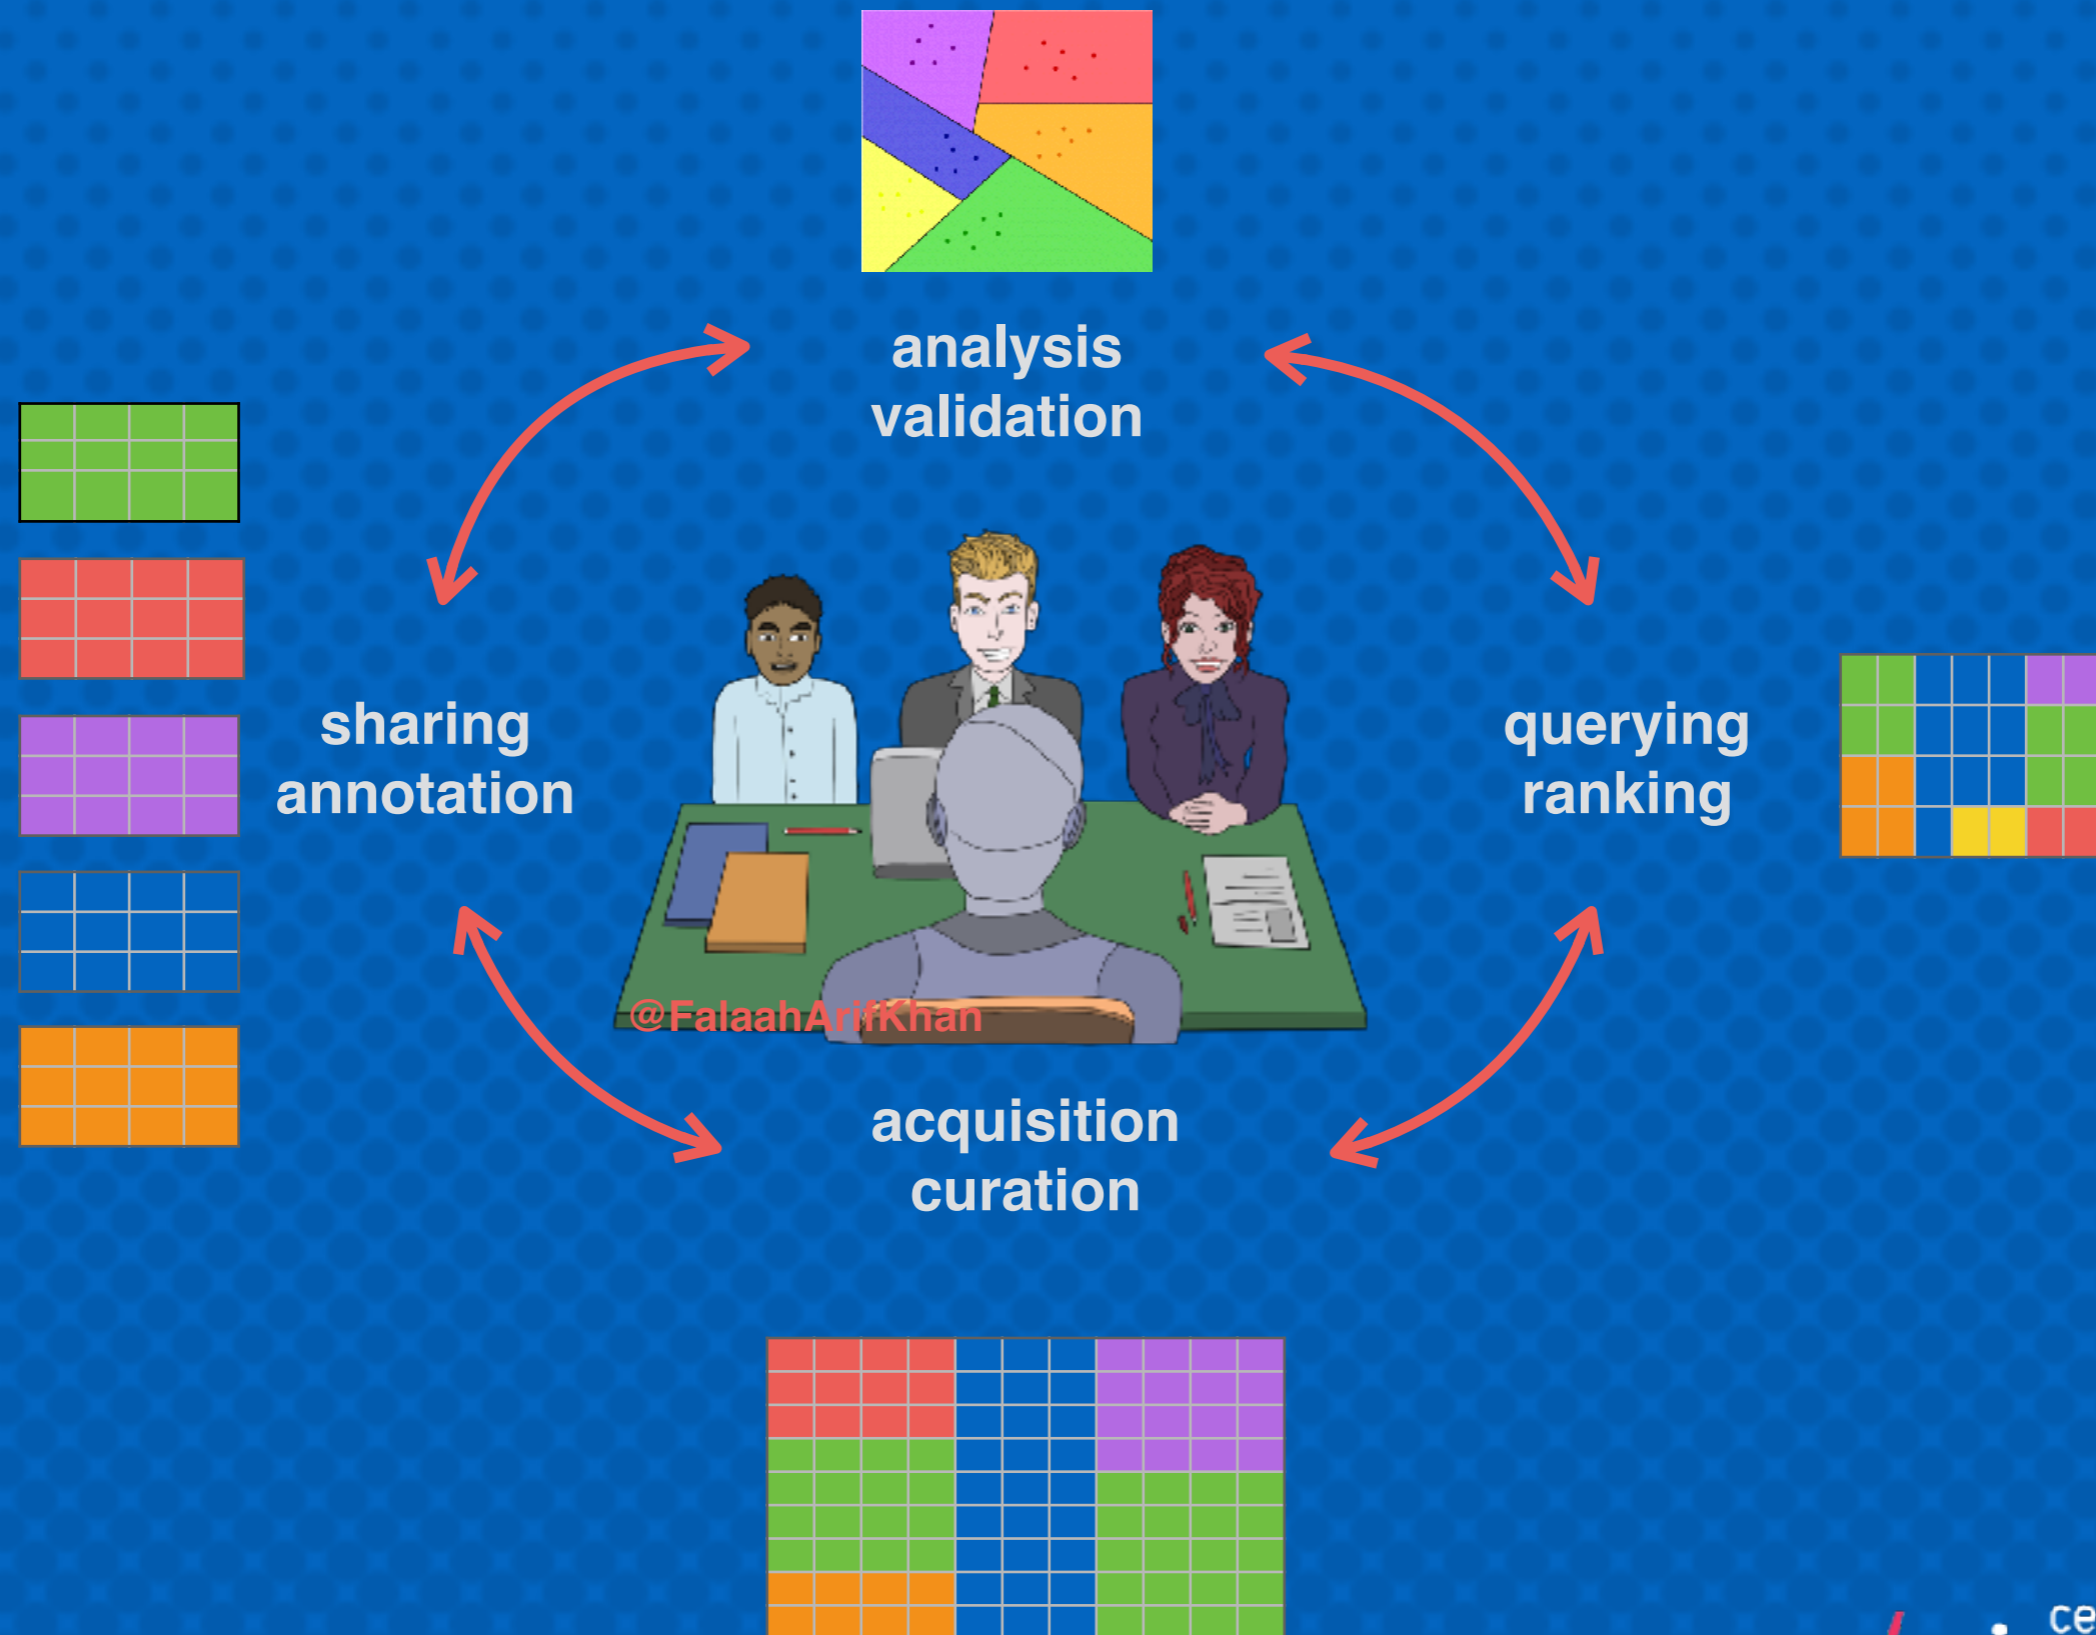 analysis
validation
sharing
annotation
querying
ranking
@FalaahArifKhan
acquisition
curation